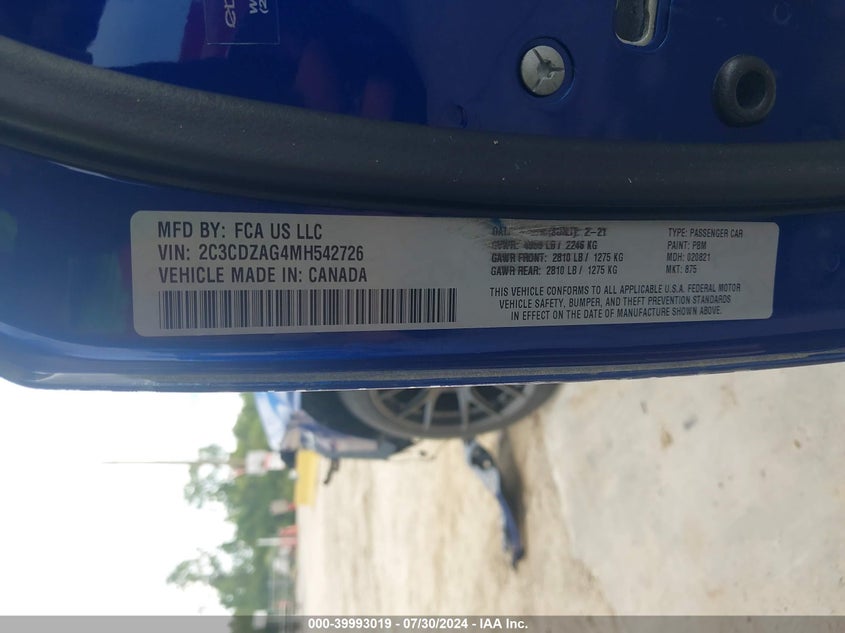 MFD BY: FCA US LLC
VIN: 2C3CDZAG4MH542726
VEHICLE MADE IN: CANADA
2-21
LB / 2246 KG
GAWR FRONT: 2810 LB / 1275 KG
GAWR REAR: 2810 LB / 1275 KG
TYPE: PASSENGER CAR
PAINT: PBM
MDH: 020821
MKT: 875
THIS VEHICLE CONFORMS TO ALL APPLICABLE U.S.A. FEDERAL MOTOR
VEHICLE SAFETY, BUMPER, AND THEFT PREVENTION STANDARDS
IN EFFECT ON THE DATE OF MANUFACTURE SHOWN ABOVE.
000-39993019 - 07/30/2024 - IAA Inc.